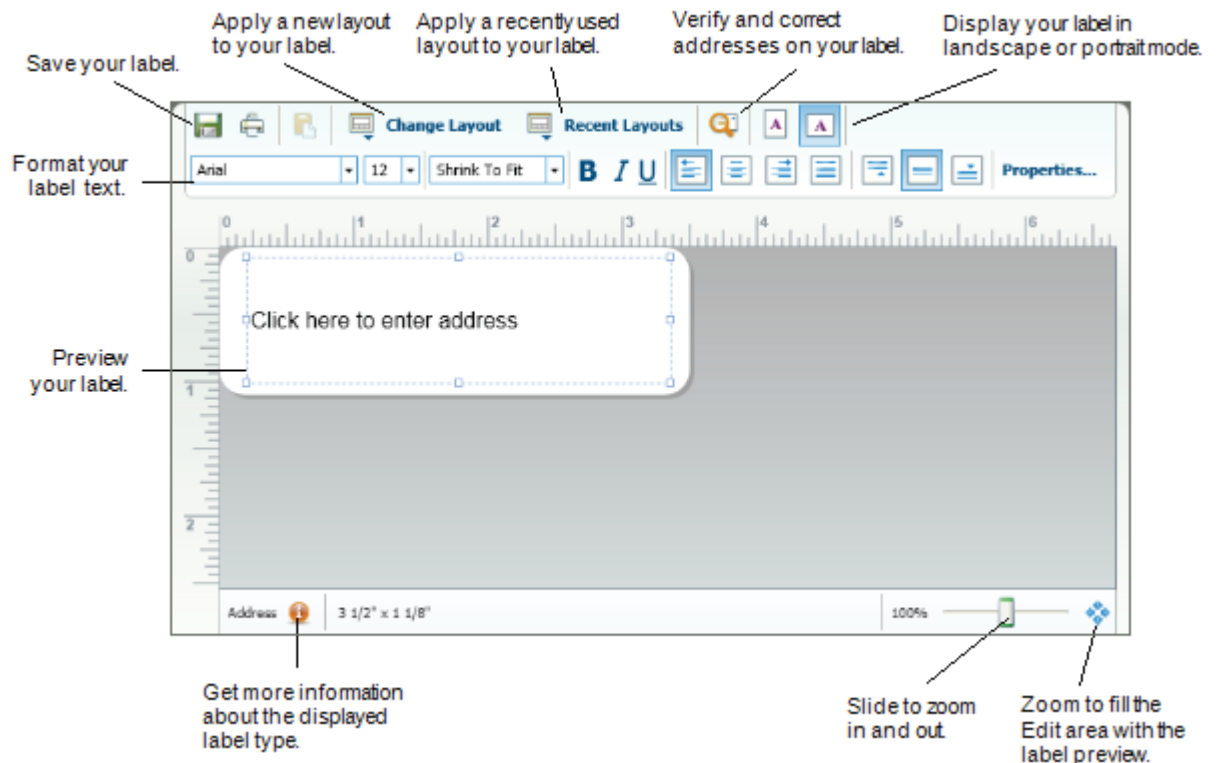 Apply a new layout
to your label.
Apply a recently used
layout to your label.
Verify and correct
addresses on your label.
Display your label in
landscape or portrait mode.
Save your label.
Change Layout
Recent Layouts
A
A
Format your
label text.
Arial
12
Shrink To Fit
B I U
Properties...
0 1 2 3 4 5 6
0
Click here to enter address
Preview
your label.
1
2
Address
3 1/2" x 1 1/8"
100%
Get more information
about the displayed
label type.
Slide to zoom
in and out.
Zoom to fill the
Edit area with the
label preview.